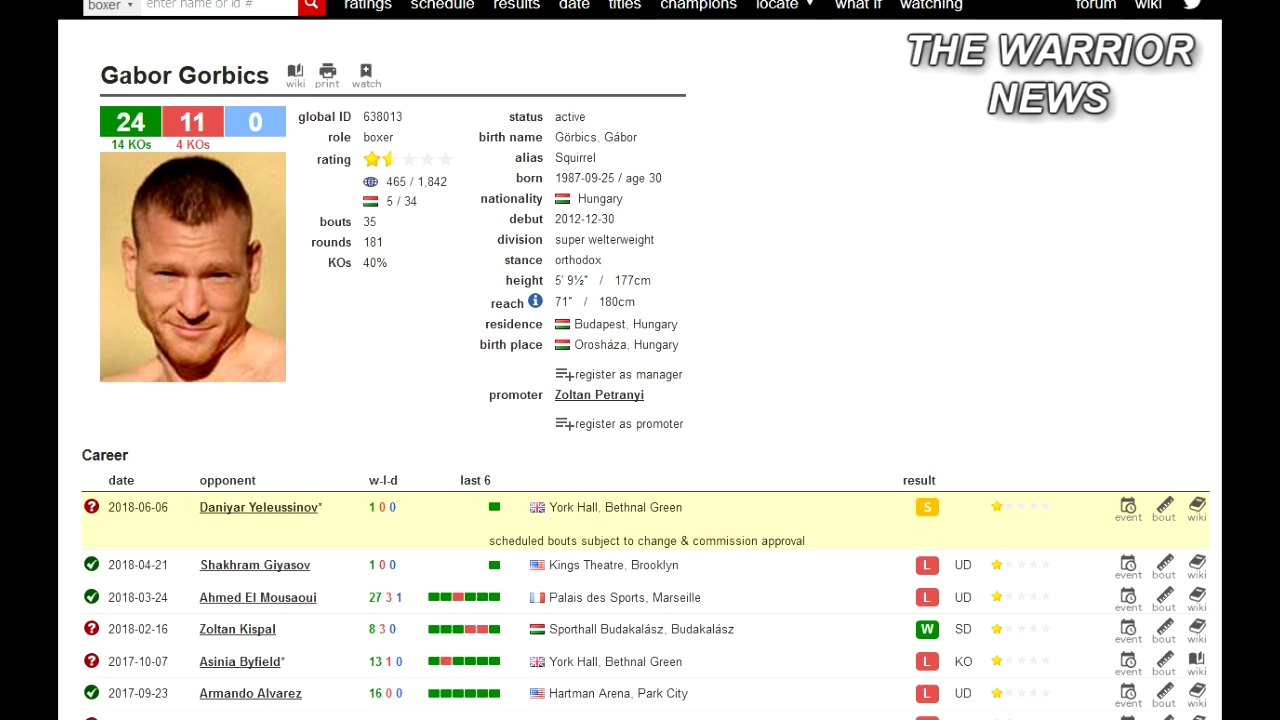 boxer enter name or id # ratings schedule results date titles champions locate what if watching forum wiki
THE WARRIOR
NEWS
Gabor Gorbics wiki print watch
24 11 0
14 KOs 4 KOs
global ID 638013
role boxer
rating
465 / 1,842
5 / 34
bouts 35
rounds 181
KOs 40%
status active
birth name Görbics, Gábor
alias Squirrel
born 1987-09-25 / age 30
nationality Hungary
debut 2012-12-30
division super welterweight
stance orthodox
height 5′ 9½″ / 177cm
reach 71″ / 180cm
residence Budapest, Hungary
birth place Orosháza, Hungary
register as manager
promoter Zoltan Petranyi
register as promoter
Career
date opponent w-l-d last 6 result
2018-06-06 Daniyar Yeleussinov* 1 0 0 York Hall, Bethnal Green S event bout wiki
scheduled bouts subject to change & commission approval
2018-04-21 Shakhram Giyasov 1 0 0 Kings Theatre, Brooklyn L UD event bout wiki
2018-03-24 Ahmed El Mousaoui 27 3 1 Palais des Sports, Marseille L UD event bout wiki
2018-02-16 Zoltan Kispal 8 3 0 Sporthall Budakalász, Budakalász W SD event bout wiki
2017-10-07 Asinia Byfield* 13 1 0 York Hall, Bethnal Green L KO event bout wiki
2017-09-23 Armando Alvarez 16 0 0 Hartman Arena, Park City L UD event bout wiki